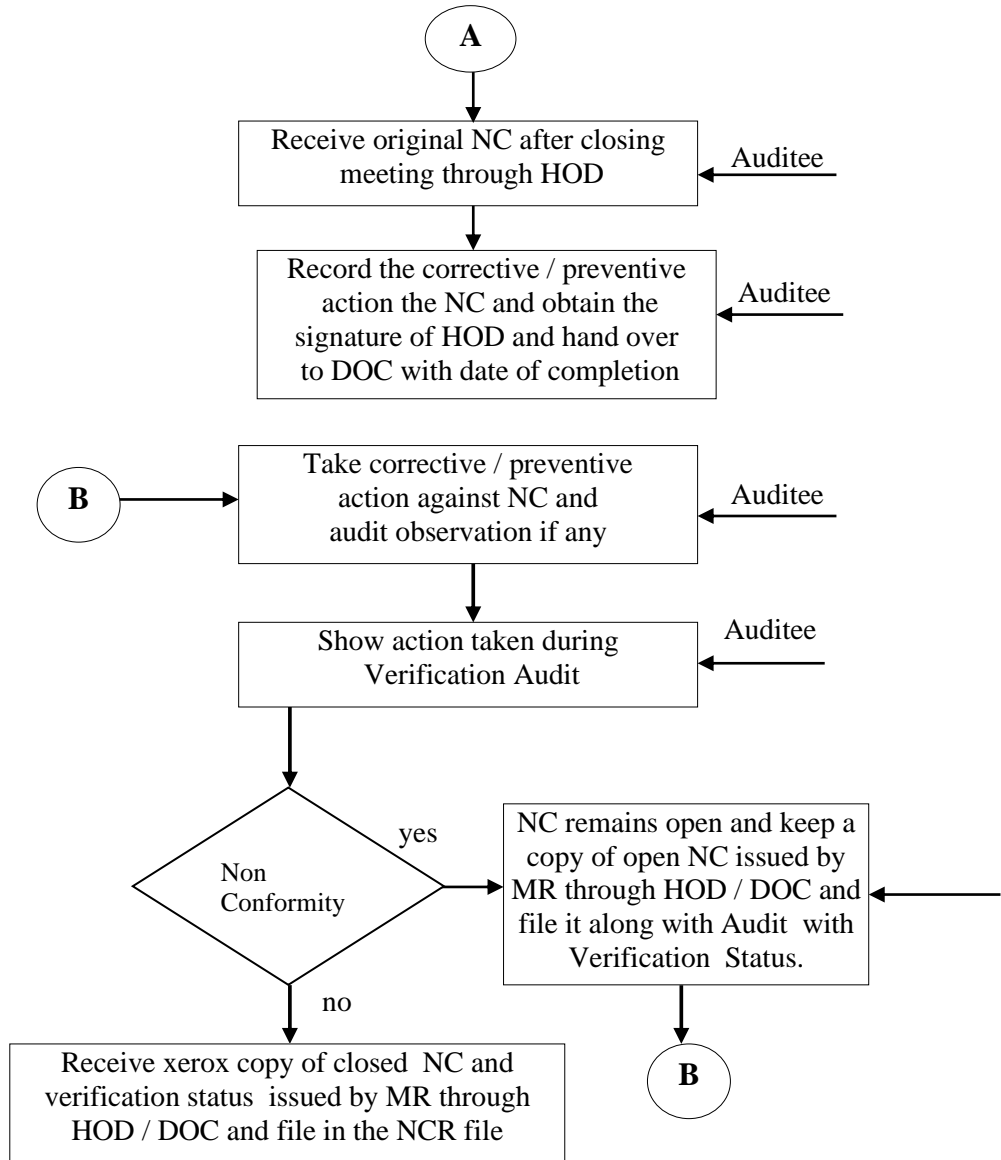 A
Receive original NC after closing
meeting through HOD
Auditee
Record the corrective / preventive
action the NC and obtain the
signature of HOD and hand over
to DOC with date of completion
Auditee
B
Take corrective / preventive
action against NC and
audit observation if any
Auditee
Show action taken during
Verification Audit
Auditee
Non
Conformity
yes
NC remains open and keep a
copy of open NC issued by
MR through HOD / DOC and
file it along with Audit with
Verification Status.
no
B
Receive xerox copy of closed NC and
verification status issued by MR through
HOD / DOC and file in the NCR file